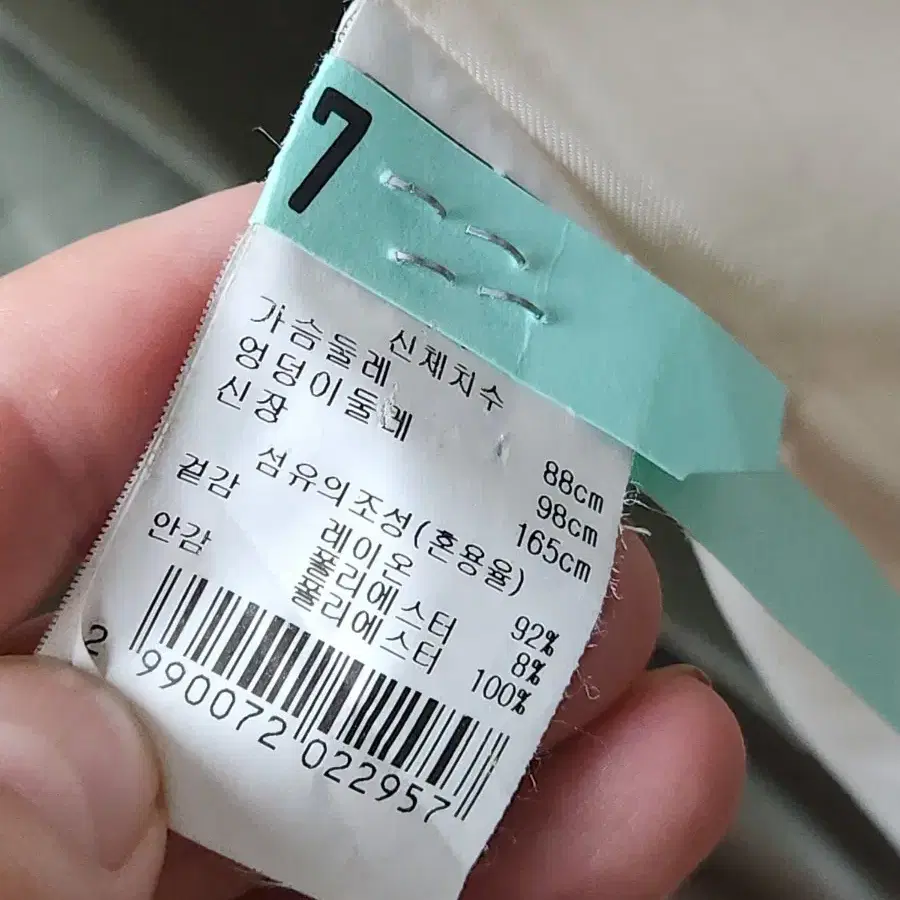 7
신체치수
가슴둘레 88cm
엉덩이둘레 98cm
신장 165cm
섬유의조성(혼용율)
겉감 레이온 92%
폴리에스터 8%
안감 폴리에스터 100%
2 990072 022957